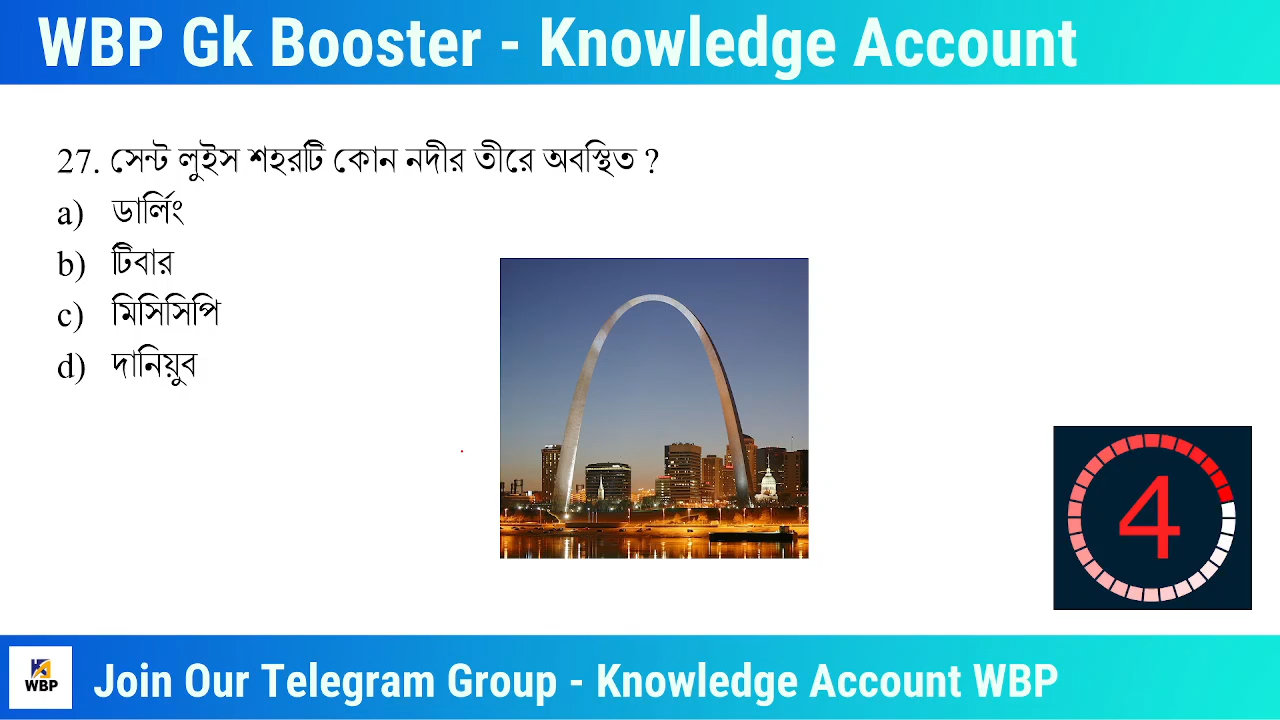 WBP Gk Booster - Knowledge Account
27. সেন্ট লুইস শহরটি কোন নদীর তীরে অবস্থিত ?
a) ডার্লিং
b) টিবার
c) মিসিসিপি
d) দানিয়ুব
4
WBP
Join Our Telegram Group - Knowledge Account WBP